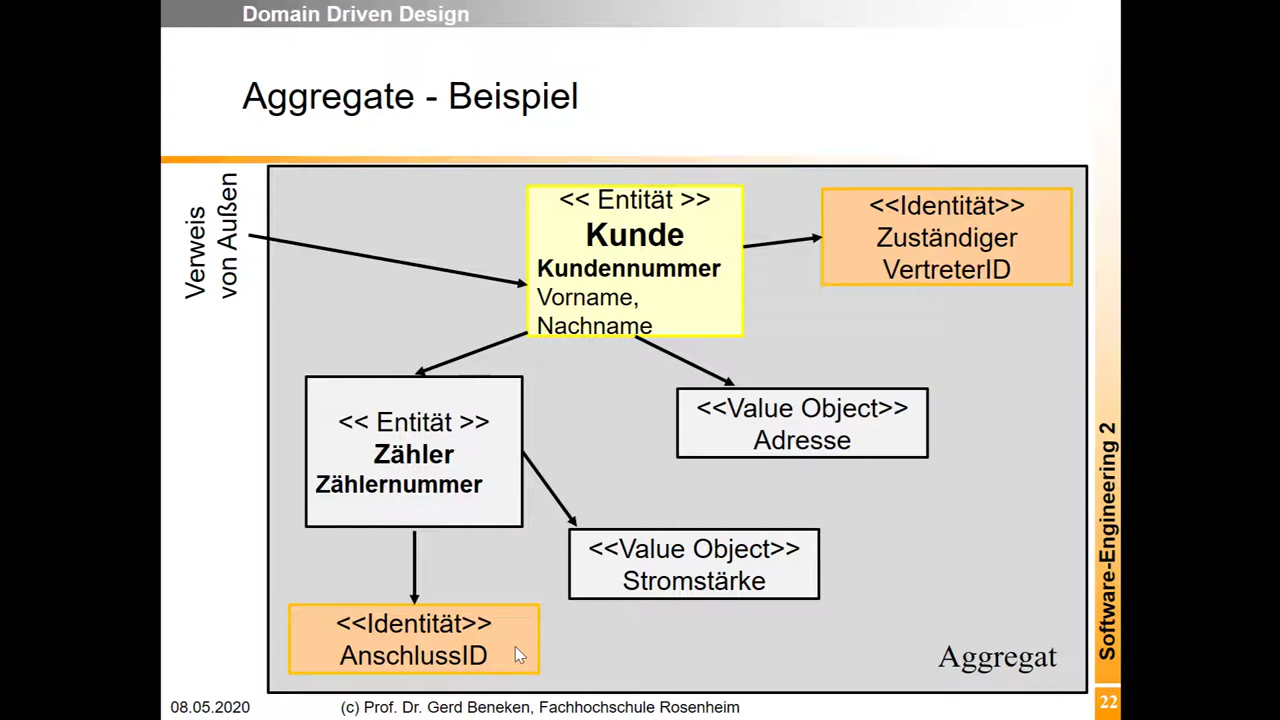 Domain Driven Design
Aggregate - Beispiel
Verweis
von Außen
<< Entität >>
Kunde
Kundennummer
Vorname,
Nachname
<<Identität>>
Zuständiger
VertreterID
<< Entität >>
Zähler
Zählernummer
<<Value Object>>
Adresse
<<Value Object>>
Stromstärke
<<Identität>>
AnschlussID
Aggregat
Software-Engineering 2
08.05.2020
(c) Prof. Dr. Gerd Beneken, Fachhochschule Rosenheim
22